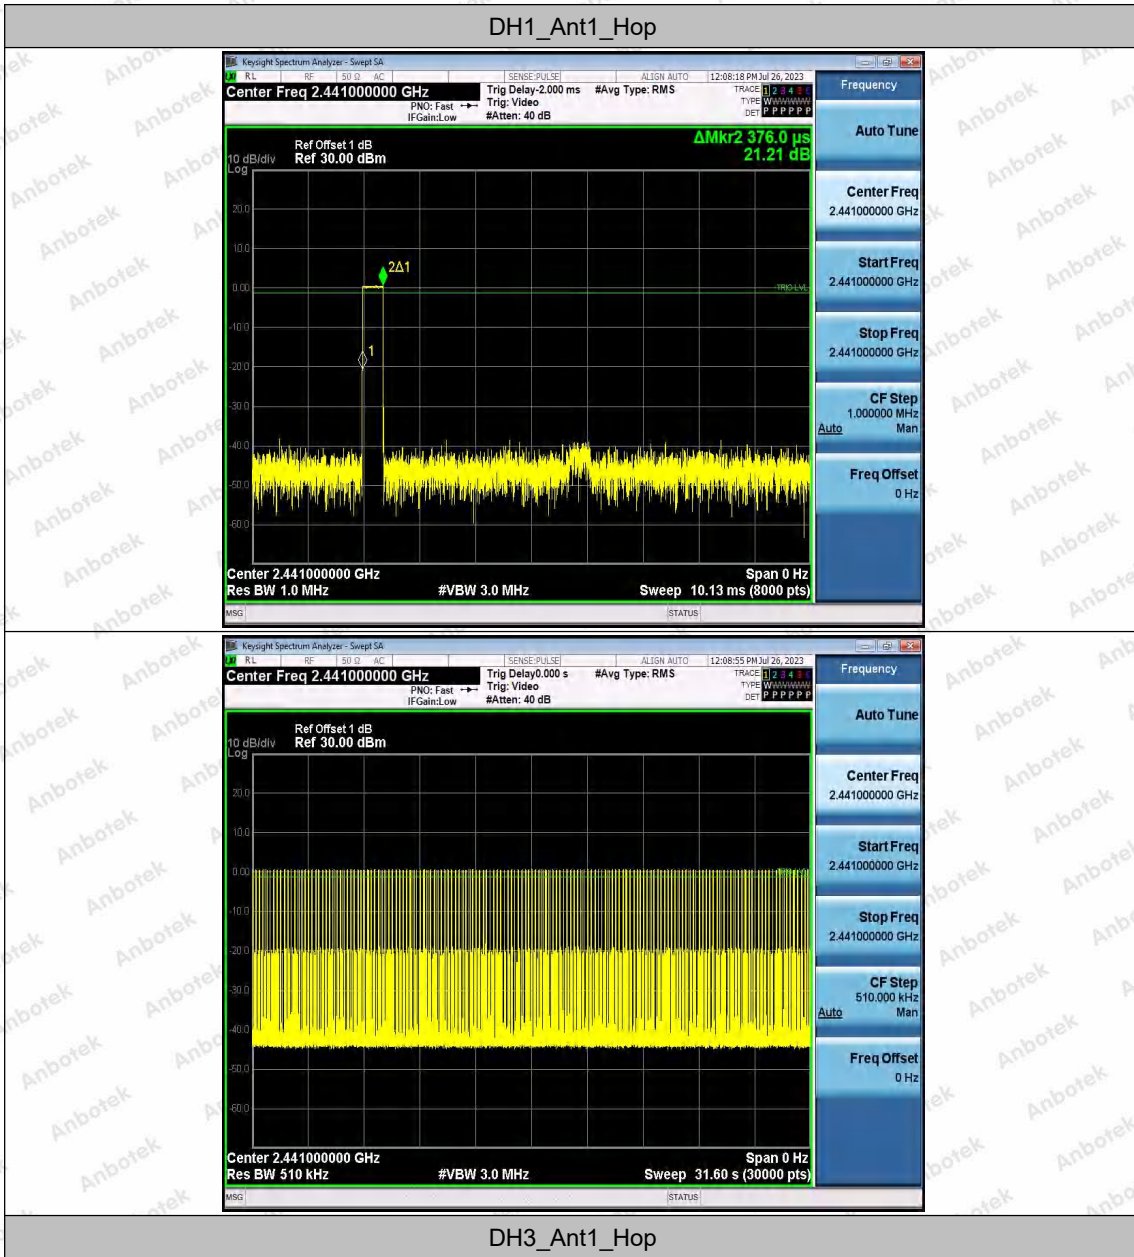 DH1_Ant1_Hop
Keysight Spectrum Analyzer - Swept SA
RL RF 50 Ω AC SENSE:PULSE ALIGN AUTO 12:08:18 PM Jul 26, 2023
Center Freq 2.441000000 GHz
PNO: Fast
IFGain:Low
Trig Delay-2.000 ms
Trig: Video
#Atten: 40 dB
#Avg Type: RMS
TRACE 1 2 3 4 5 6
TYPE WWWWWW
DET P P P P P P
ΔMkr2 376.0 µs
21.21 dB
Ref Offset 1 dB
10 dB/div Ref 30.00 dBm
Log
20.0
10.0
0.00
-10.0
-20.0
-30.0
-40.0
-50.0
-60.0
2Δ1
1
TRIG LVL
Center 2.441000000 GHz Span 0 Hz
Res BW 1.0 MHz #VBW 3.0 MHz Sweep 10.13 ms (8000 pts)
MSG STATUS
Frequency
Auto Tune
Center Freq
2.441000000 GHz
Start Freq
2.441000000 GHz
Stop Freq
2.441000000 GHz
CF Step
1.000000 MHz
Auto Man
Freq Offset
0 Hz
Keysight Spectrum Analyzer - Swept SA
RL RF 50 Ω AC SENSE:PULSE ALIGN AUTO 12:08:55 PM Jul 26, 2023
Center Freq 2.441000000 GHz
PNO: Fast
IFGain:Low
Trig Delay0.000 s
Trig: Video
#Atten: 40 dB
#Avg Type: RMS
TRACE 1 2 3 4 5 6
TYPE WWWWWW
DET P P P P P P
Ref Offset 1 dB
10 dB/div Ref 30.00 dBm
Log
20.0
10.0
0.00
-10.0
-20.0
-30.0
-40.0
-50.0
-60.0
Center 2.441000000 GHz Span 0 Hz
Res BW 510 kHz #VBW 3.0 MHz Sweep 31.60 s (30000 pts)
MSG STATUS
Frequency
Auto Tune
Center Freq
2.441000000 GHz
Start Freq
2.441000000 GHz
Stop Freq
2.441000000 GHz
CF Step
510.000 kHz
Auto Man
Freq Offset
0 Hz
DH3_Ant1_Hop
Anbotek